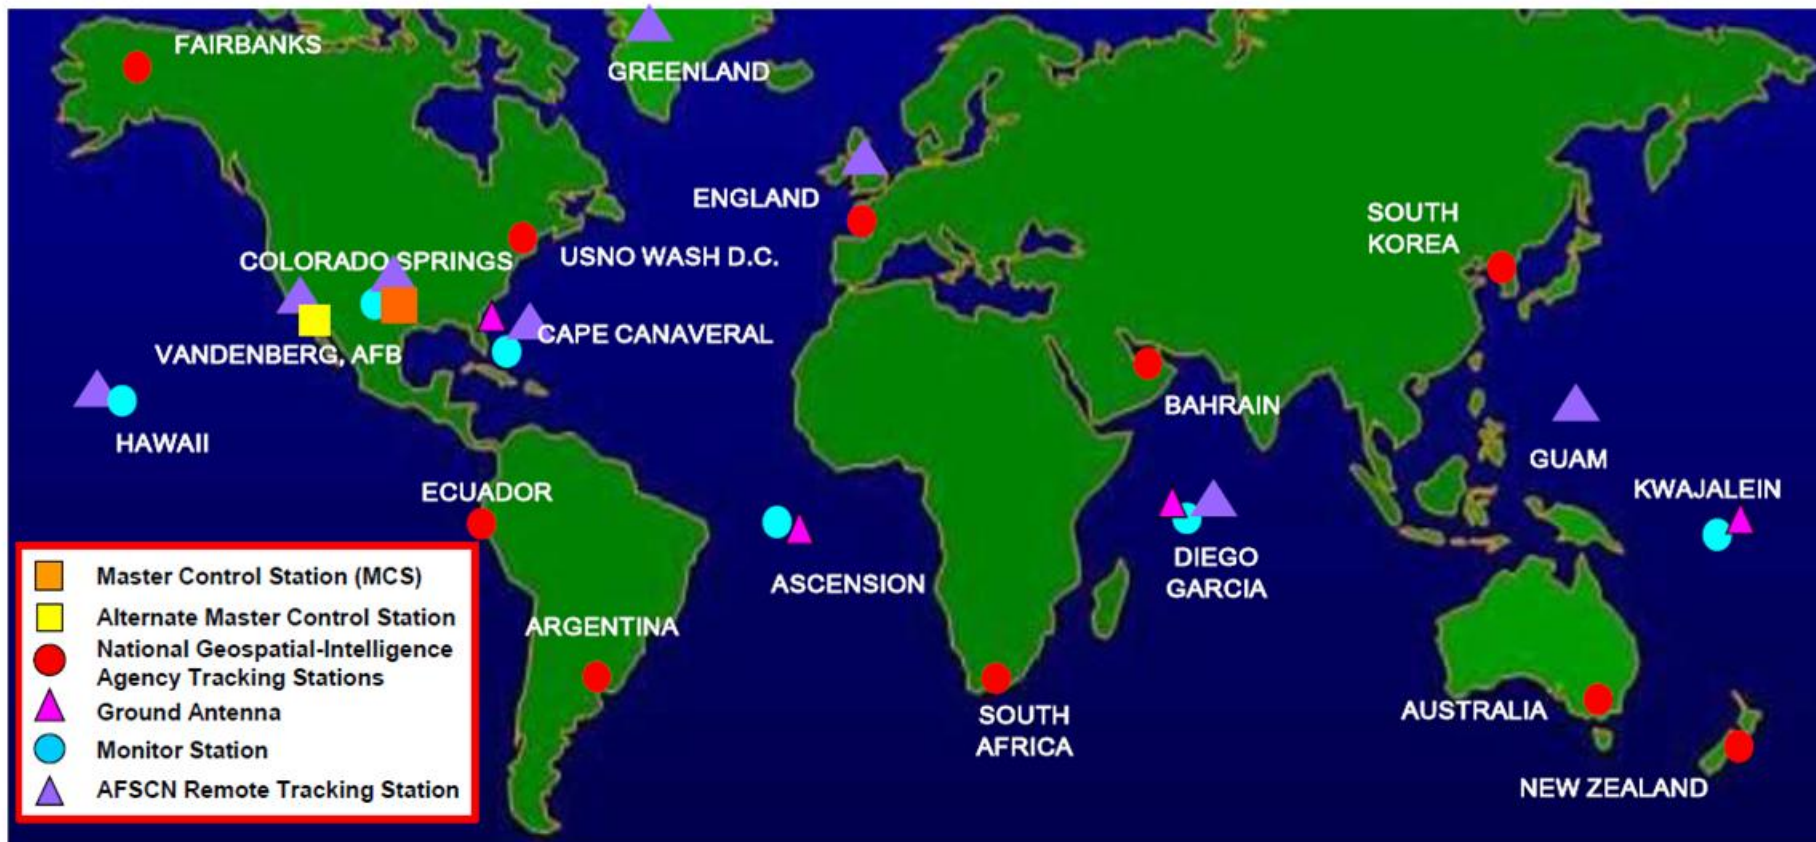 FAIRBANKS
GREENLAND
ENGLAND
SOUTH
KOREA
COLORADO SPRINGS
USNO WASH D.C.
CAPE CANAVERAL
VANDENBERG, AFB
BAHRAIN
HAWAII
GUAM
ECUADOR
KWAJALEIN
ASCENSION
DIEGO
GARCIA
ARGENTINA
SOUTH
AFRICA
AUSTRALIA
NEW ZEALAND
Master Control Station (MCS)
Alternate Master Control Station
National Geospatial-Intelligence
Agency Tracking Stations
Ground Antenna
Monitor Station
AFSCN Remote Tracking Station